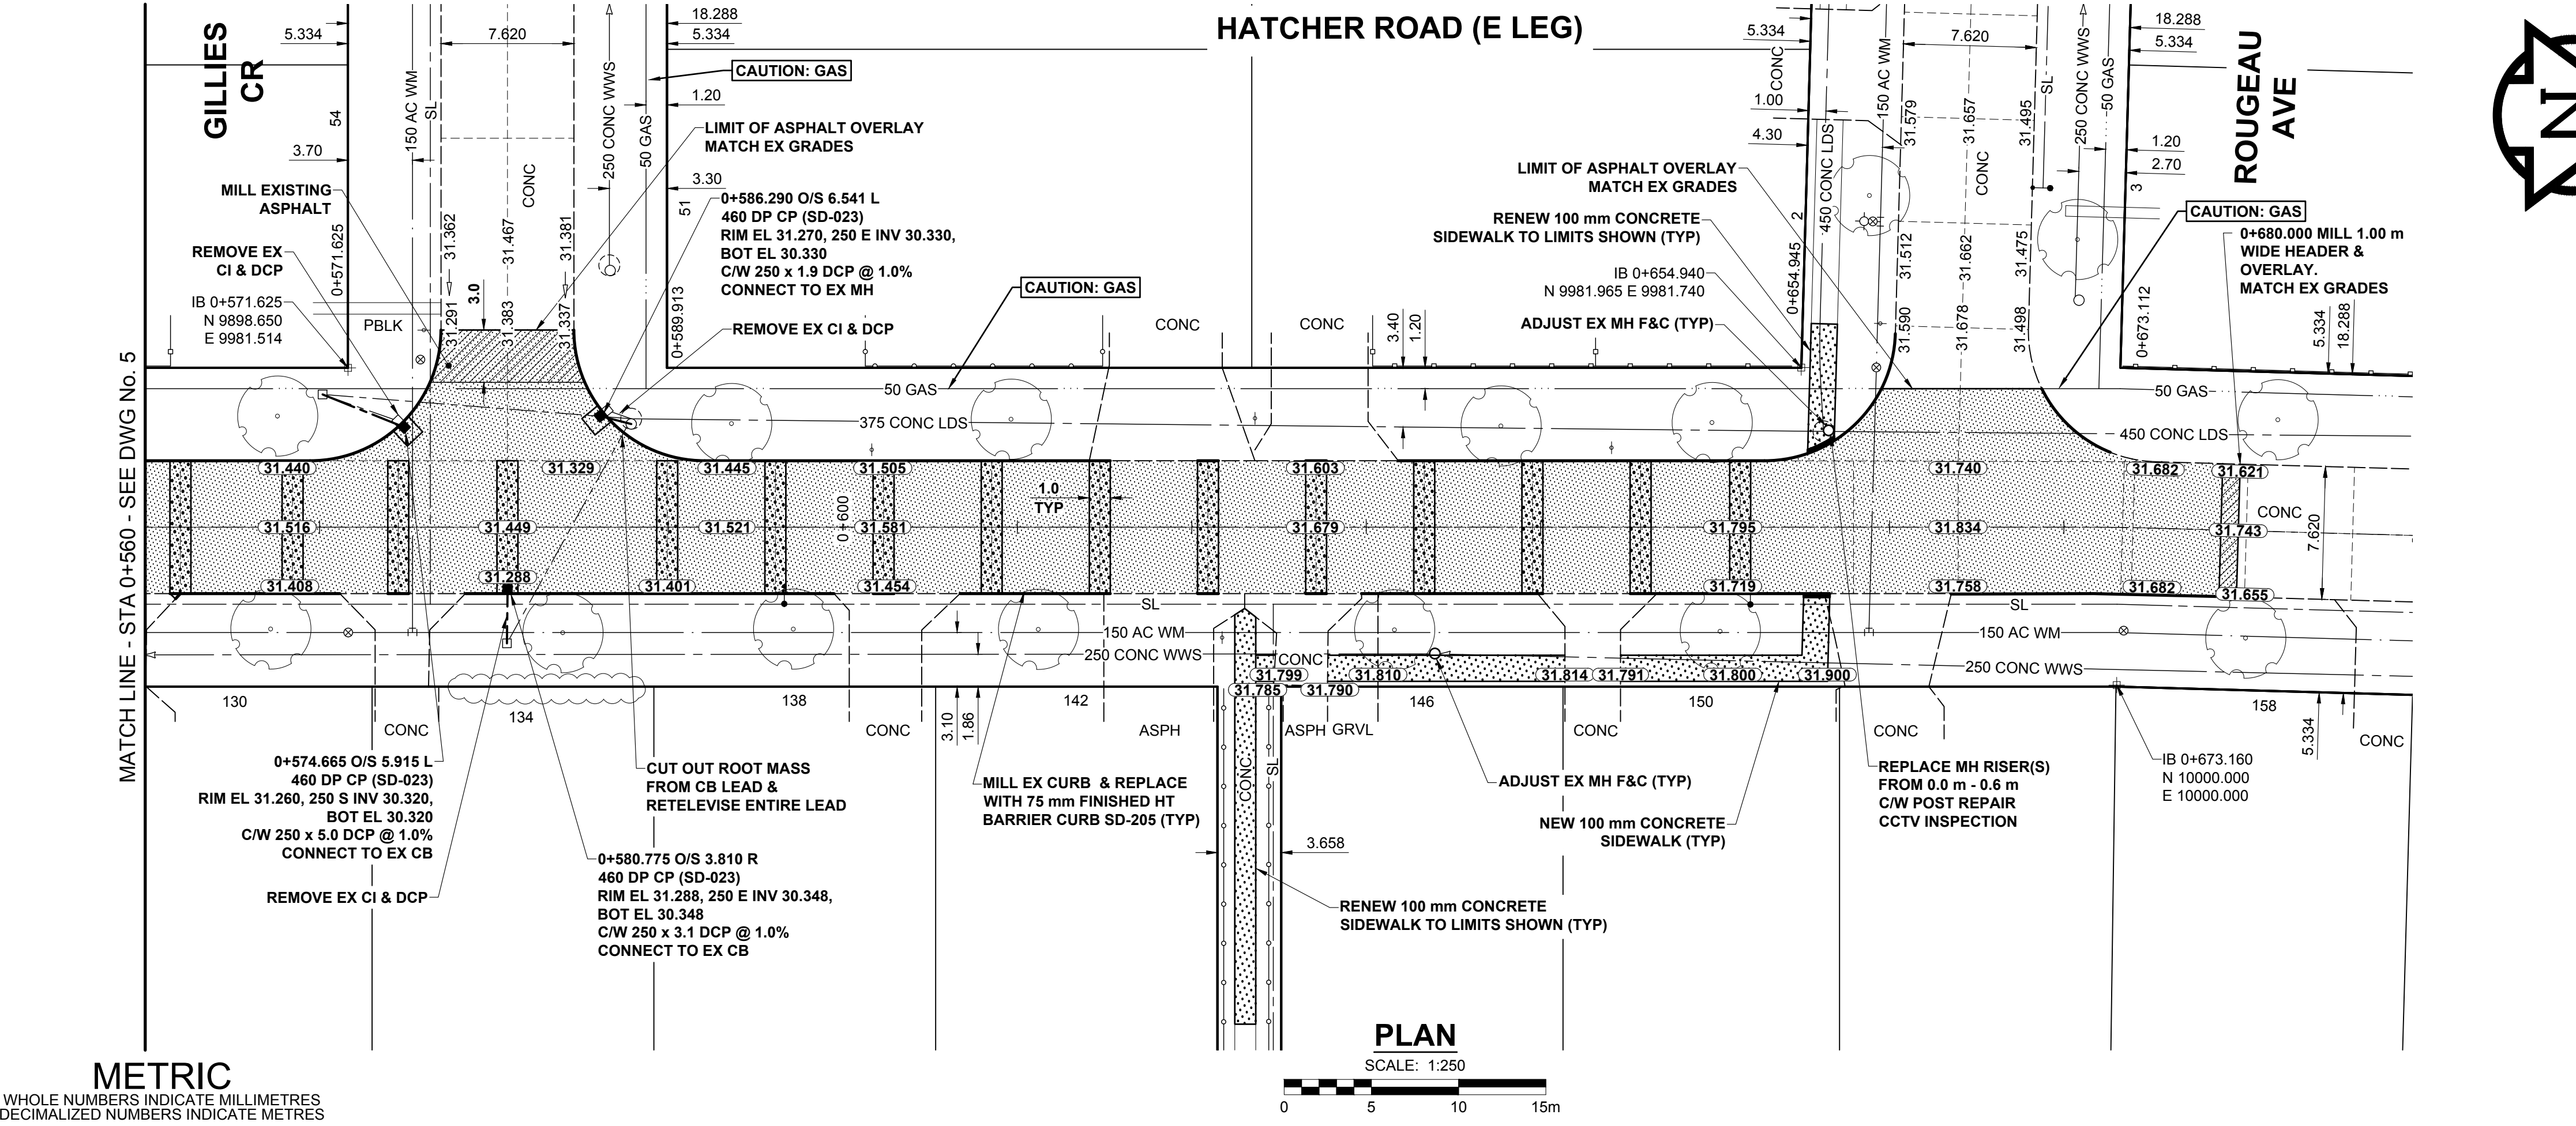 HATCHER ROAD (E LEG)
GILLIES
CR
ROUGEAU
AVE
N
18.288
5.334
5.334
7.620
CAUTION: GAS
1.20
LIMIT OF ASPHALT OVERLAY
MATCH EX GRADES
54
3.70
150 AC WM
SL
CONC
250 CONC WWS
50 GAS
3.30
51
MILL EXISTING
ASPHALT
REMOVE EX
CI & DCP
IB 0+571.625
N 9898.650
E 9981.514
0+571.625
PBLK
31.362
31.467
31.381
31.291
31.383
31.337
3.0
0+586.290 O/S 6.541 L
460 DP CP (SD-023)
RIM EL 31.270, 250 E INV 30.330,
BOT EL 30.330
C/W 250 x 1.9 DCP @ 1.0%
CONNECT TO EX MH
REMOVE EX CI & DCP
0+589.913
CAUTION: GAS
CONC
CONC
3.40
1.20
50 GAS
375 CONC LDS
5.334
CONC
1.00
4.30
450 CONC LDS
2
150 AC WM
7.620
31.579
31.657
31.495
CONC
SL
250 CONC WWS
50 GAS
18.288
5.334
1.20
2.70
3
LIMIT OF ASPHALT OVERLAY
MATCH EX GRADES
RENEW 100 mm CONCRETE
SIDEWALK TO LIMITS SHOWN (TYP)
IB 0+654.940
N 9981.965 E 9981.740
ADJUST EX MH F&C (TYP)
0+654.945
31.512
31.662
31.475
31.590
31.678
31.498
CAUTION: GAS
0+680.000 MILL 1.00 m
WIDE HEADER &
OVERLAY.
MATCH EX GRADES
0+673.112
5.334
18.288
50 GAS
450 CONC LDS
MATCH LINE - STA 0+560 - SEE DWG No. 5
31.440
31.329
31.445
31.505
31.603
31.740
31.682
31.621
1.0
TYP
0+600
CONC
7.620
31.516
31.449
31.521
31.581
31.679
31.795
31.834
31.743
31.408
31.288
31.401
31.454
31.719
31.758
31.682
31.655
SL
SL
150 AC WM
150 AC WM
250 CONC WWS
250 CONC WWS
CONC
31.799
31.810
31.814
31.791
31.800
31.900
31.785
31.790
130
134
138
142
146
150
158
CONC
CONC
ASPH
ASPH
GRVL
CONC
CONC
CONC
3.10
1.86
5.334
CONC
SL
3.658
0+574.665 O/S 5.915 L
460 DP CP (SD-023)
RIM EL 31.260, 250 S INV 30.320,
BOT EL 30.320
C/W 250 x 5.0 DCP @ 1.0%
CONNECT TO EX CB
REMOVE EX CI & DCP
CUT OUT ROOT MASS
FROM CB LEAD &
RETELEVISE ENTIRE LEAD
0+580.775 O/S 3.810 R
460 DP CP (SD-023)
RIM EL 31.288, 250 E INV 30.348,
BOT EL 30.348
C/W 250 x 3.1 DCP @ 1.0%
CONNECT TO EX CB
MILL EX CURB & REPLACE
WITH 75 mm FINISHED HT
BARRIER CURB SD-205 (TYP)
ADJUST EX MH F&C (TYP)
NEW 100 mm CONCRETE
SIDEWALK (TYP)
RENEW 100 mm CONCRETE
SIDEWALK TO LIMITS SHOWN (TYP)
REPLACE MH RISER(S)
FROM 0.0 m - 0.6 m
C/W POST REPAIR
CCTV INSPECTION
IB 0+673.160
N 10000.000
E 10000.000
PLAN
SCALE: 1:250
0 5 10 15m
METRIC
WHOLE NUMBERS INDICATE MILLIMETRES
DECIMALIZED NUMBERS INDICATE METRES